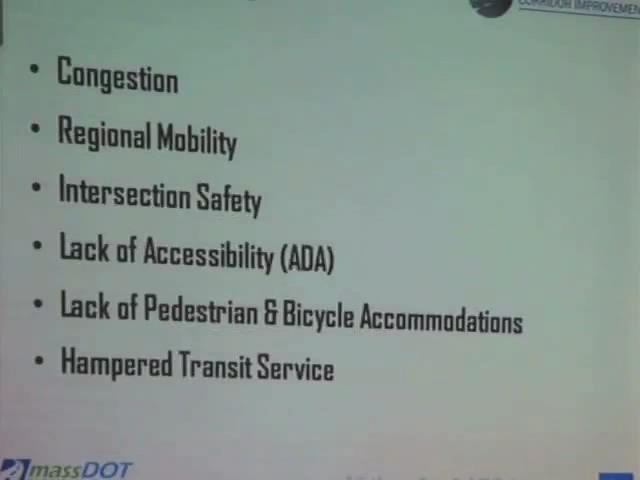 CORRIDOR IMPROVEMEN
• Congestion
• Regional Mobility
• Intersection Safety
• Lack of Accessibility (ADA)
• Lack of Pedestrian & Bicycle Accommodations
• Hampered Transit Service
massDOT